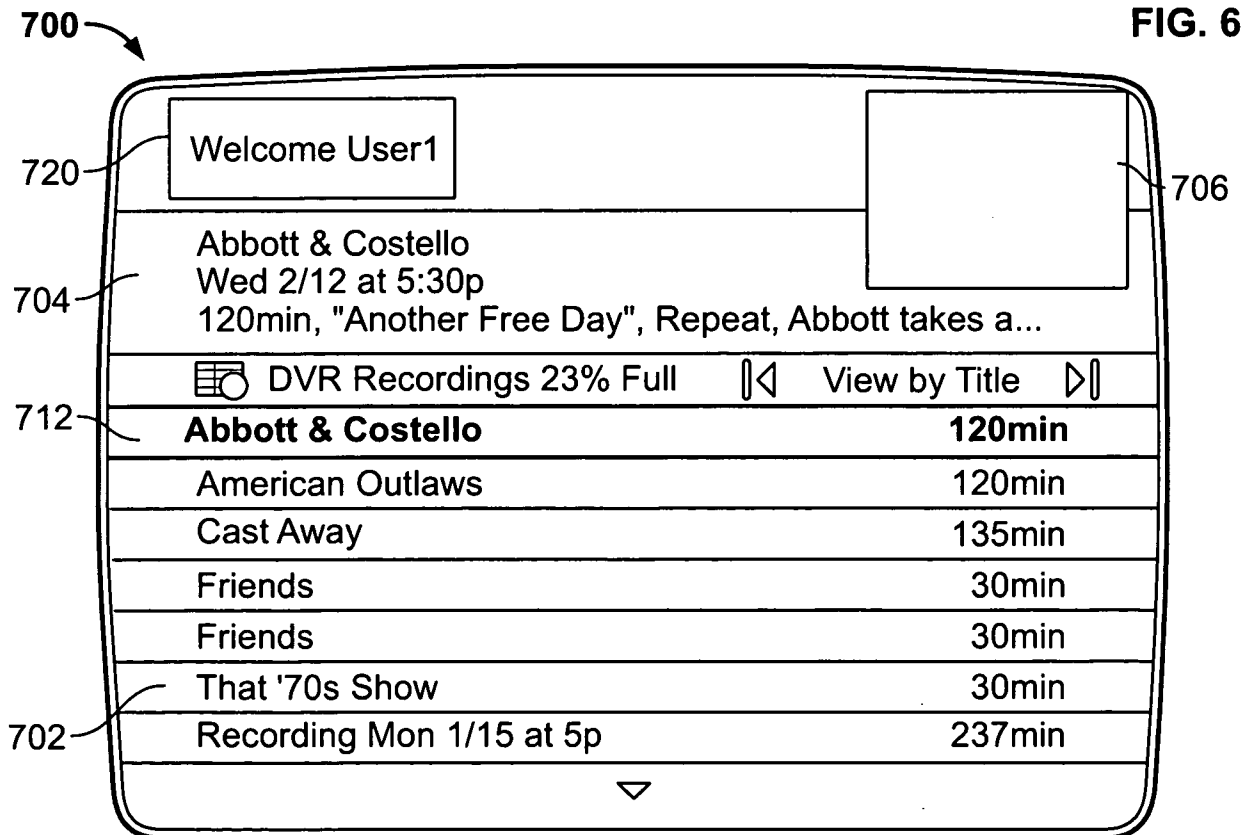 700
FIG. 6
720
Welcome User1
706
704
Abbott & Costello
Wed 2/12 at 5:30p
120min, "Another Free Day", Repeat, Abbott takes a...
DVR Recordings 23% Full View by Title
712
Abbott & Costello 120min
American Outlaws 120min
Cast Away 135min
Friends 30min
Friends 30min
That '70s Show 30min
702
Recording Mon 1/15 at 5p 237min